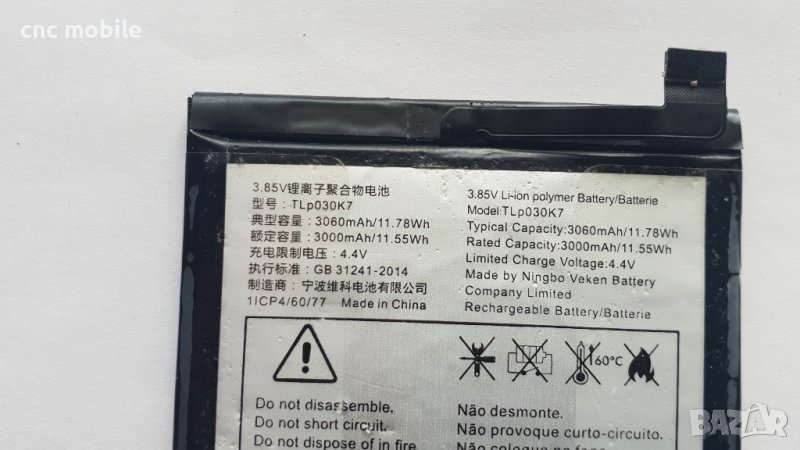 cnc mobile
3.85V锂离子聚合物电池
型号: TLp030K7
典型容量: 3060mAh/11.78Wh
额定容量: 3000mAh/11.55Wh
充电限制电压: 4.4V
执行标准: GB 31241-2014
制造商: 宁波维科电池有限公司
1ICP4/60/77 Made in China
3.85V Li-ion polymer Battery/Batterie
Model:TLp030K7
Typical Capacity:3060mAh/11.78Wh
Rated Capacity:3000mAh/11.55Wh
Limited Charge Voltage:4.4V
Made by Ningbo Veken Battery
Company Limited
Rechargeable Battery/Batterie
60°C
Do not disassemble.
Do not short circuit.
Do not dispose of in fire
Não desmonte.
Não provoque curto-circuito.
Não coloque no fogo
BAZAR